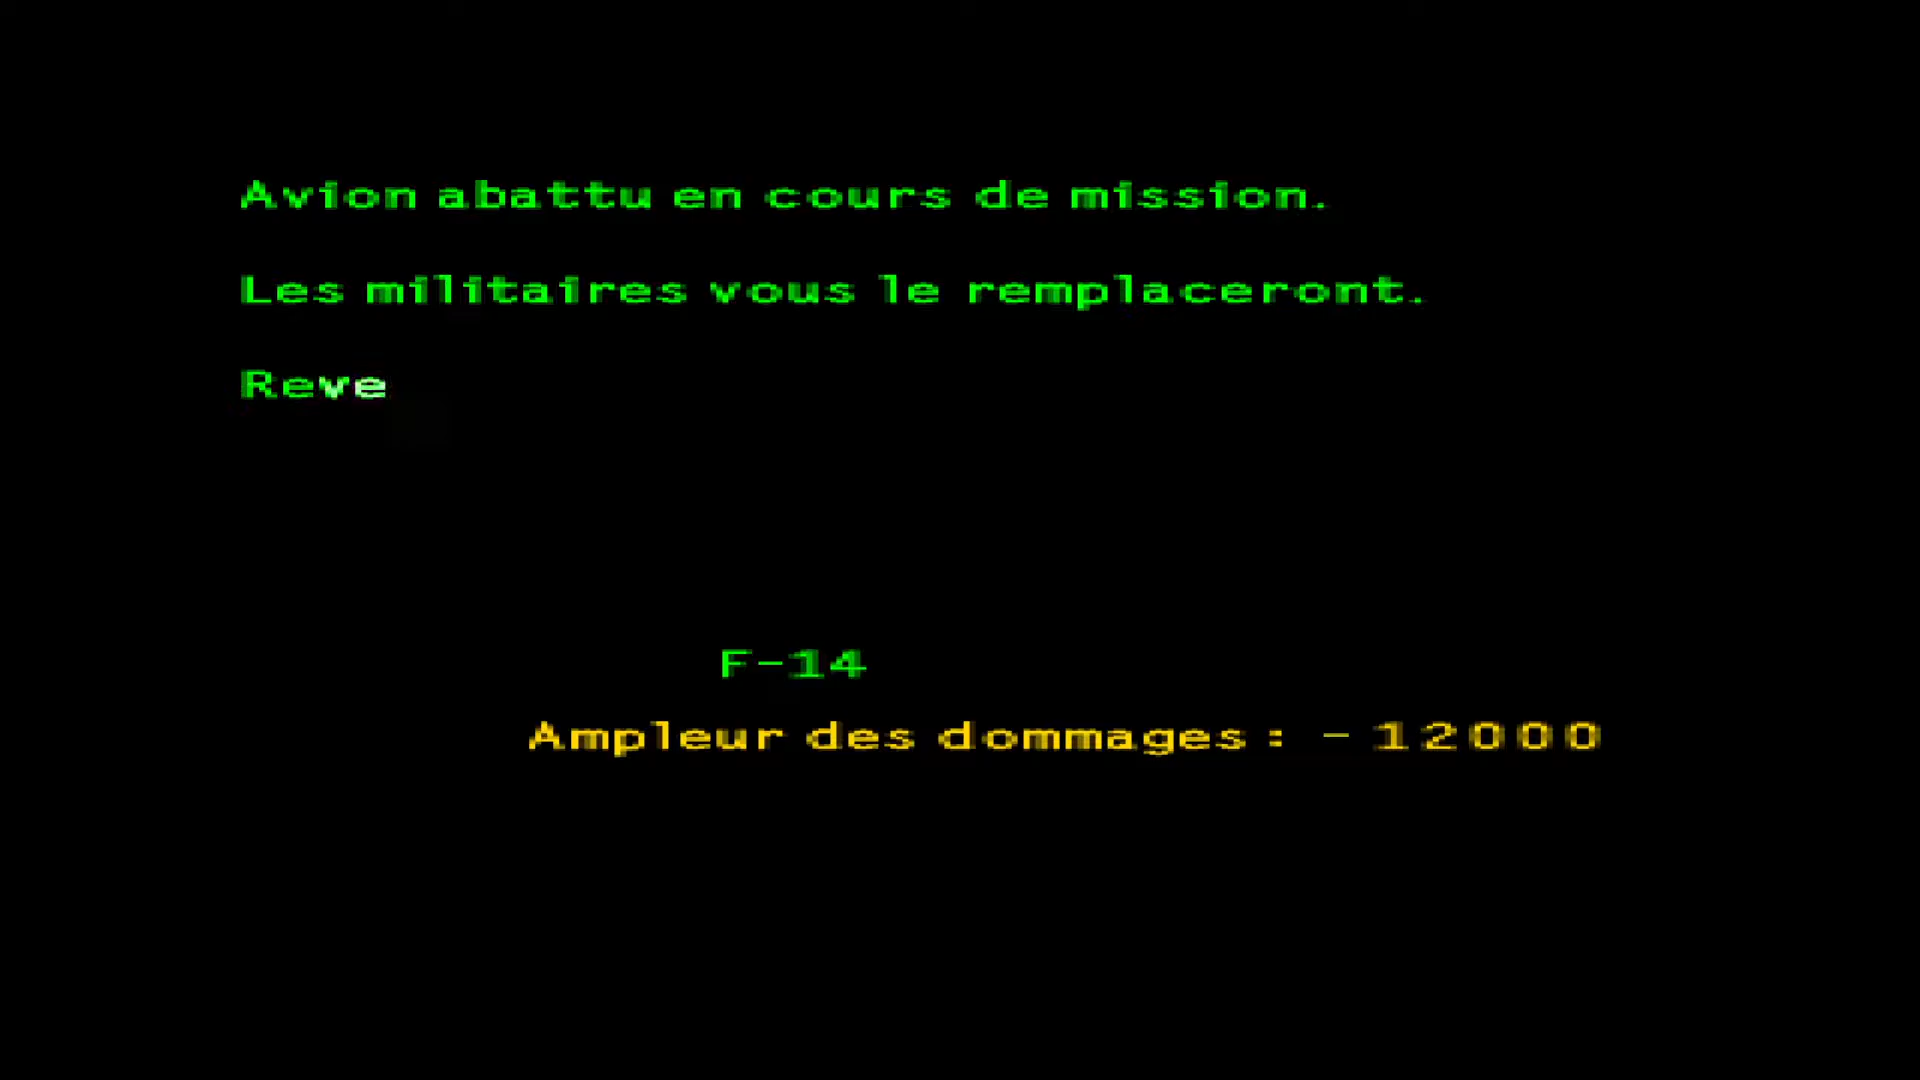 Avion abattu en cours de mission.
Les militaires vous le remplaceront.
Reve
F-14
Ampleur des dommages : -12000